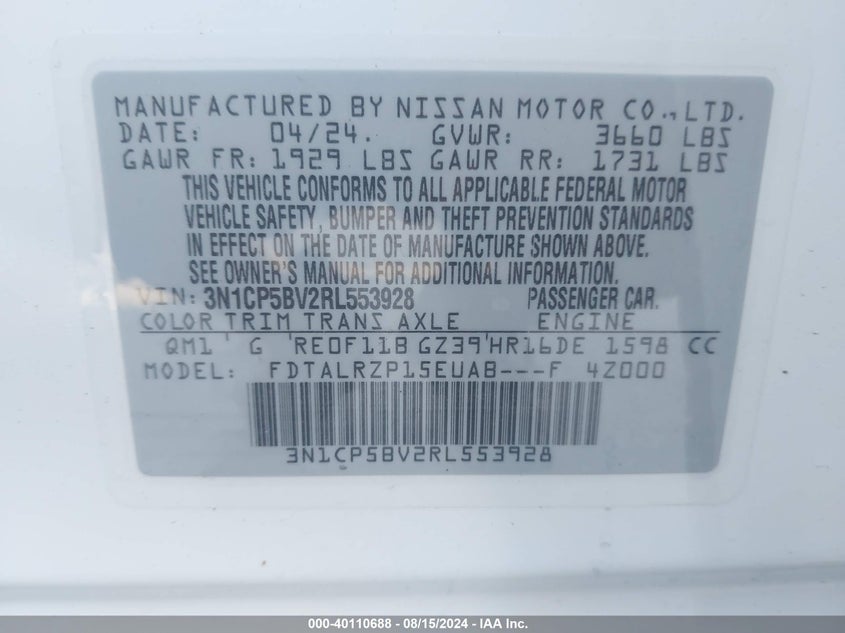 MANUFACTURED BY NISSAN MOTOR CO., LTD.
DATE: 04/24. GVWR: 3660 LBS
GAWR FR: 1929 LBS GAWR RR: 1731 LBS
THIS VEHICLE CONFORMS TO ALL APPLICABLE FEDERAL MOTOR
VEHICLE SAFETY, BUMPER AND THEFT PREVENTION STANDARDS
IN EFFECT ON THE DATE OF MANUFACTURE SHOWN ABOVE.
SEE OWNER'S MANUAL FOR ADDITIONAL INFORMATION.
VIN: 3N1CP5BV2RL553928 PASSENGER CAR.
COLOR TRIM TRANS AXLE ENGINE
QM1 ' G 'RE0F11B GZ39'HR16DE 1598 CC
MODEL: FDTALRZP15EUAB---F 4Z000
3N1CP5BV2RL553928
000-40110688 - 08/15/2024 - IAA Inc.